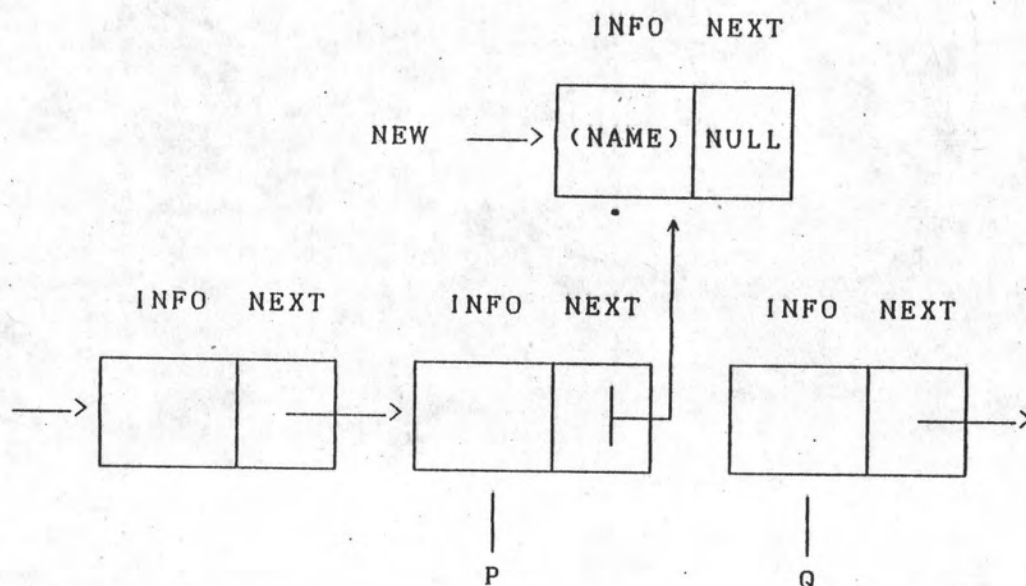 INFO NEXT
NEW (NAME) NULL
INFO NEXT INFO NEXT INFO NEXT
P Q